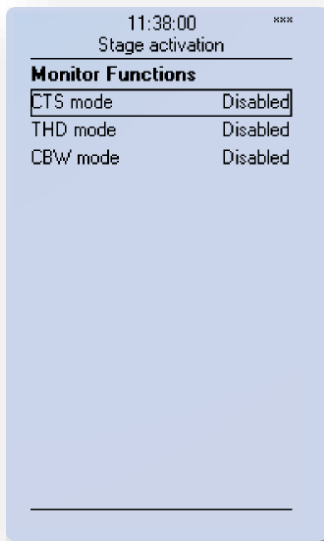 11:38:00 ***
Stage activation
Monitor Functions
CTS mode Disabled
THD mode Disabled
CBW mode Disabled